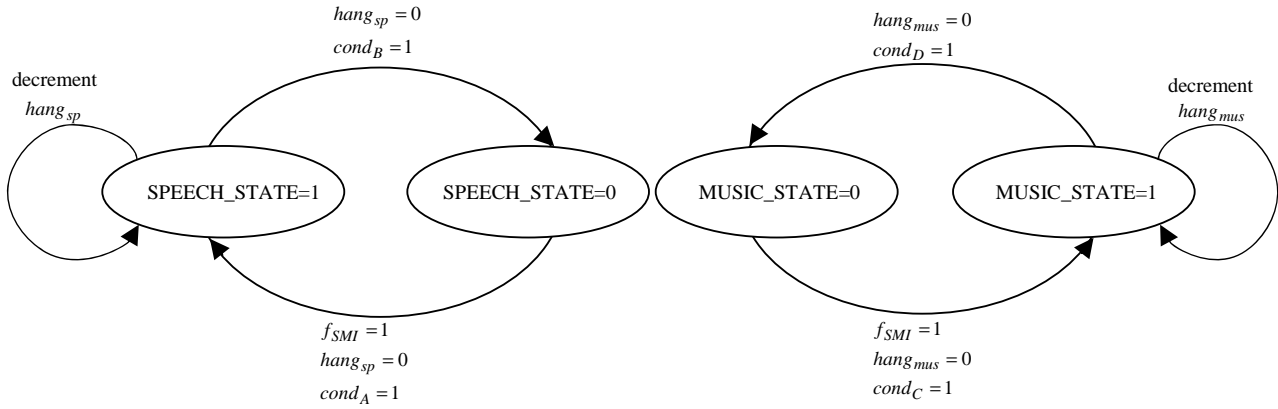 hang_sp = 0
cond_B = 1
hang_mus = 0
cond_D = 1
decrement
hang_sp
decrement
hang_mus
SPEECH_STATE=1
SPEECH_STATE=0
MUSIC_STATE=0
MUSIC_STATE=1
f_SMI = 1
hang_sp = 0
cond_A = 1
f_SMI = 1
hang_mus = 0
cond_C = 1